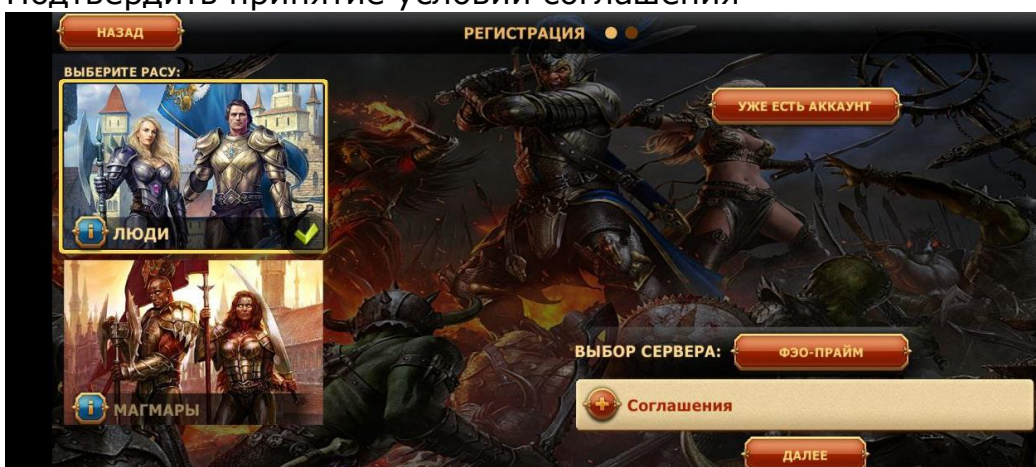 Подтвердить принятие условий соглашения
НАЗАД
РЕГИСТРАЦИЯ
ВЫБЕРИТЕ РАСУ:
УЖЕ ЕСТЬ АККАУНТ
ЛЮДИ
ВЫБОР СЕРВЕРА:
ФЭО-ПРАЙМ
МАГМАРЫ
Соглашения
ДАЛЕЕ